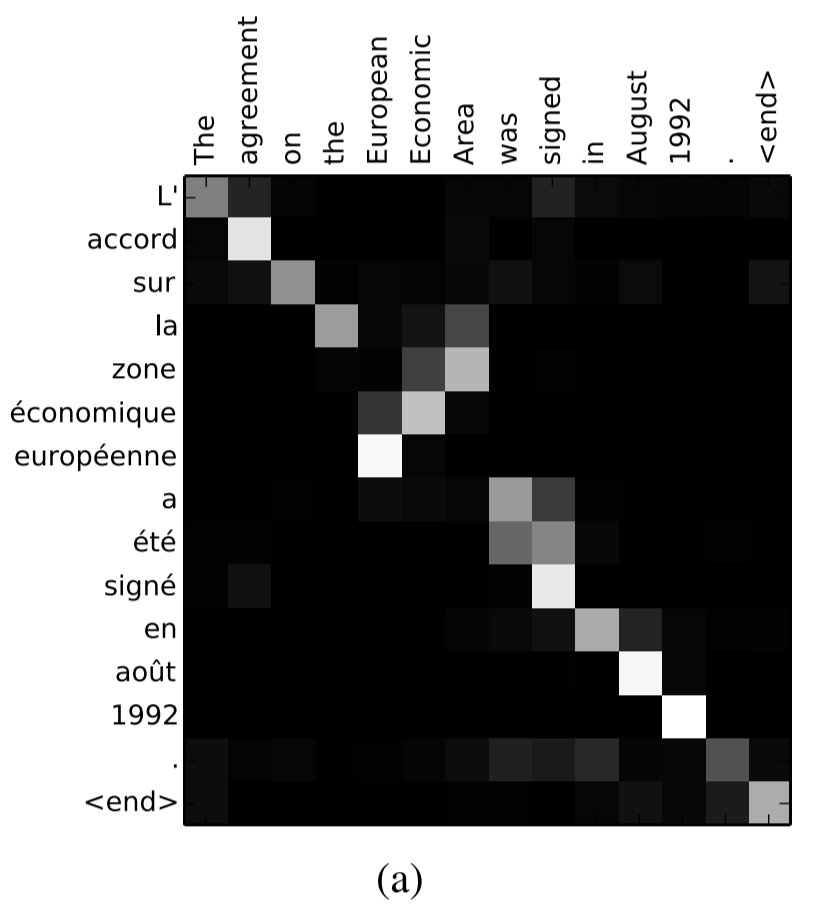 The agreement on the European Economic Area was signed in August 1992 . <end>
L'
accord
sur
la
zone
économique
européenne
a
été
signé
en
août
1992
.
<end>
(a)